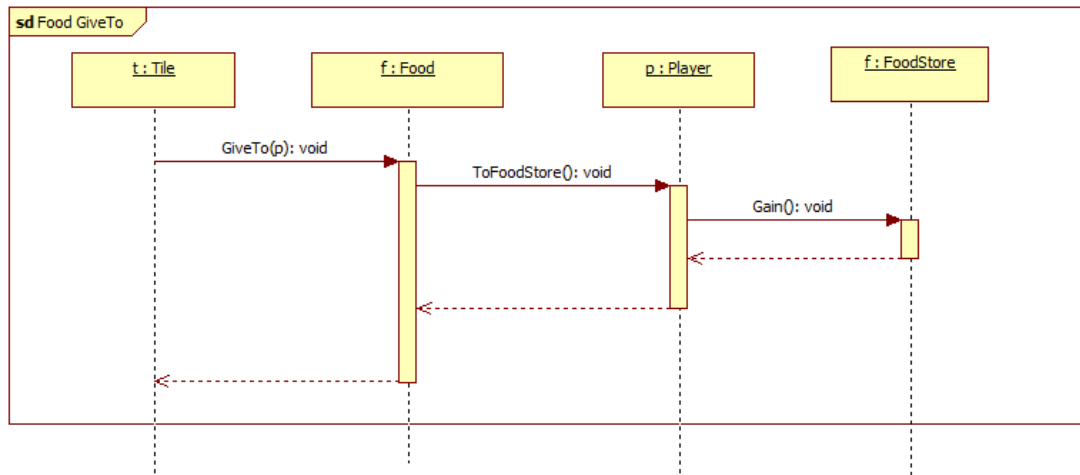 sd Food GiveTo
t : Tile
f : Food
p : Player
f : FoodStore
GiveTo(p): void
ToFoodStore(): void
Gain(): void